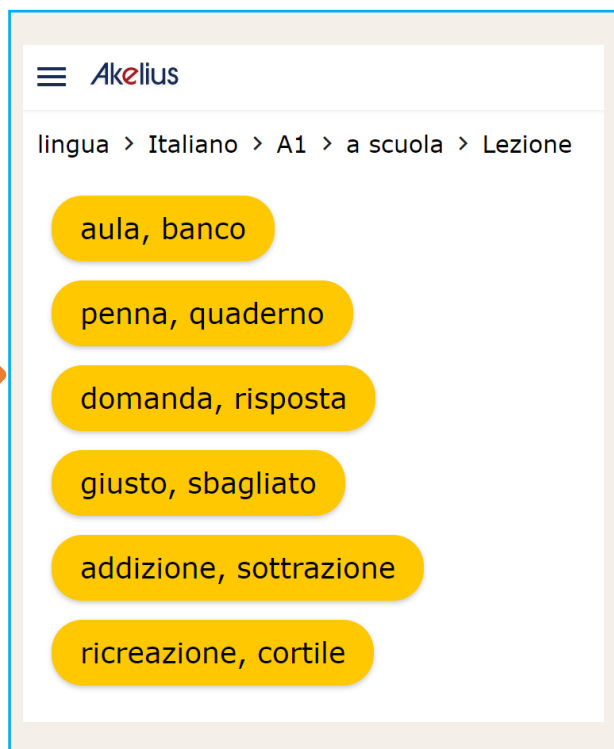 Akelius
lingua > Italiano > A1 > a scuola > Lezione
aula, banco
penna, quaderno
domanda, risposta
giusto, sbagliato
addizione, sottrazione
ricreazione, cortile